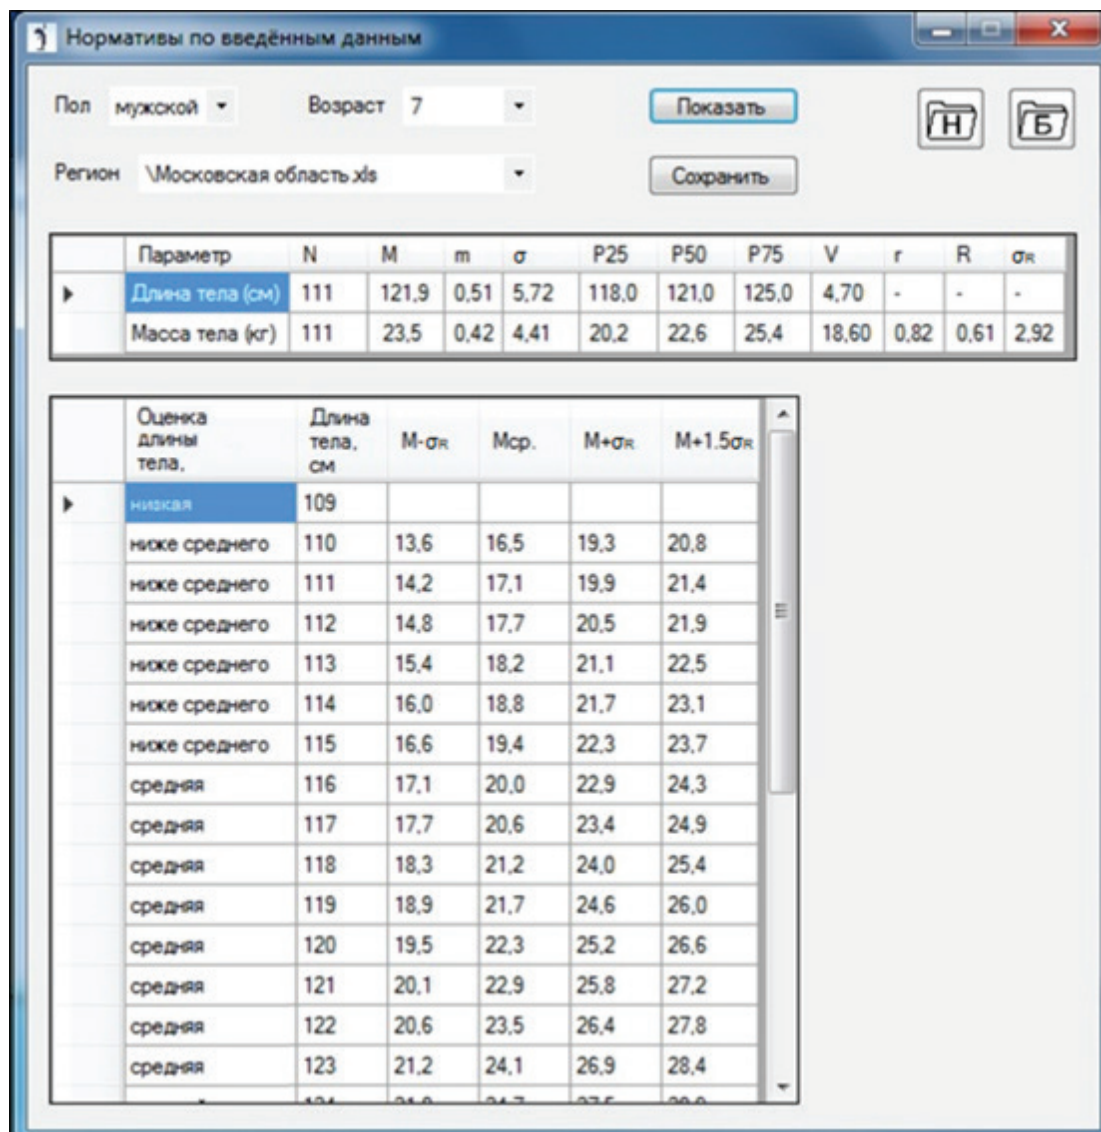 Нормативы по введённым данным
Пол мужской Возраст 7 Показать Н Б
Регион \Московская область.xls Сохранить
Параметр N M m σ P25 P50 P75 V r R σR
Длина тела (см) 111 121,9 0,51 5,72 118,0 121,0 125,0 4,70 - - -
Масса тела (кг) 111 23,5 0,42 4,41 20,2 22,6 25,4 18,60 0,82 0,61 2,92
Оценка длины тела, Длина тела, см M-σR Mср. M+σR M+1.5σR
низкая 109
ниже среднего 110 13,6 16,5 19,3 20,8
ниже среднего 111 14,2 17,1 19,9 21,4
ниже среднего 112 14,8 17,7 20,5 21,9
ниже среднего 113 15,4 18,2 21,1 22,5
ниже среднего 114 16,0 18,8 21,7 23,1
ниже среднего 115 16,6 19,4 22,3 23,7
средняя 116 17,1 20,0 22,9 24,3
средняя 117 17,7 20,6 23,4 24,9
средняя 118 18,3 21,2 24,0 25,4
средняя 119 18,9 21,7 24,6 26,0
средняя 120 19,5 22,3 25,2 26,6
средняя 121 20,1 22,9 25,8 27,2
средняя 122 20,6 23,5 26,4 27,8
средняя 123 21,2 24,1 26,9 28,4